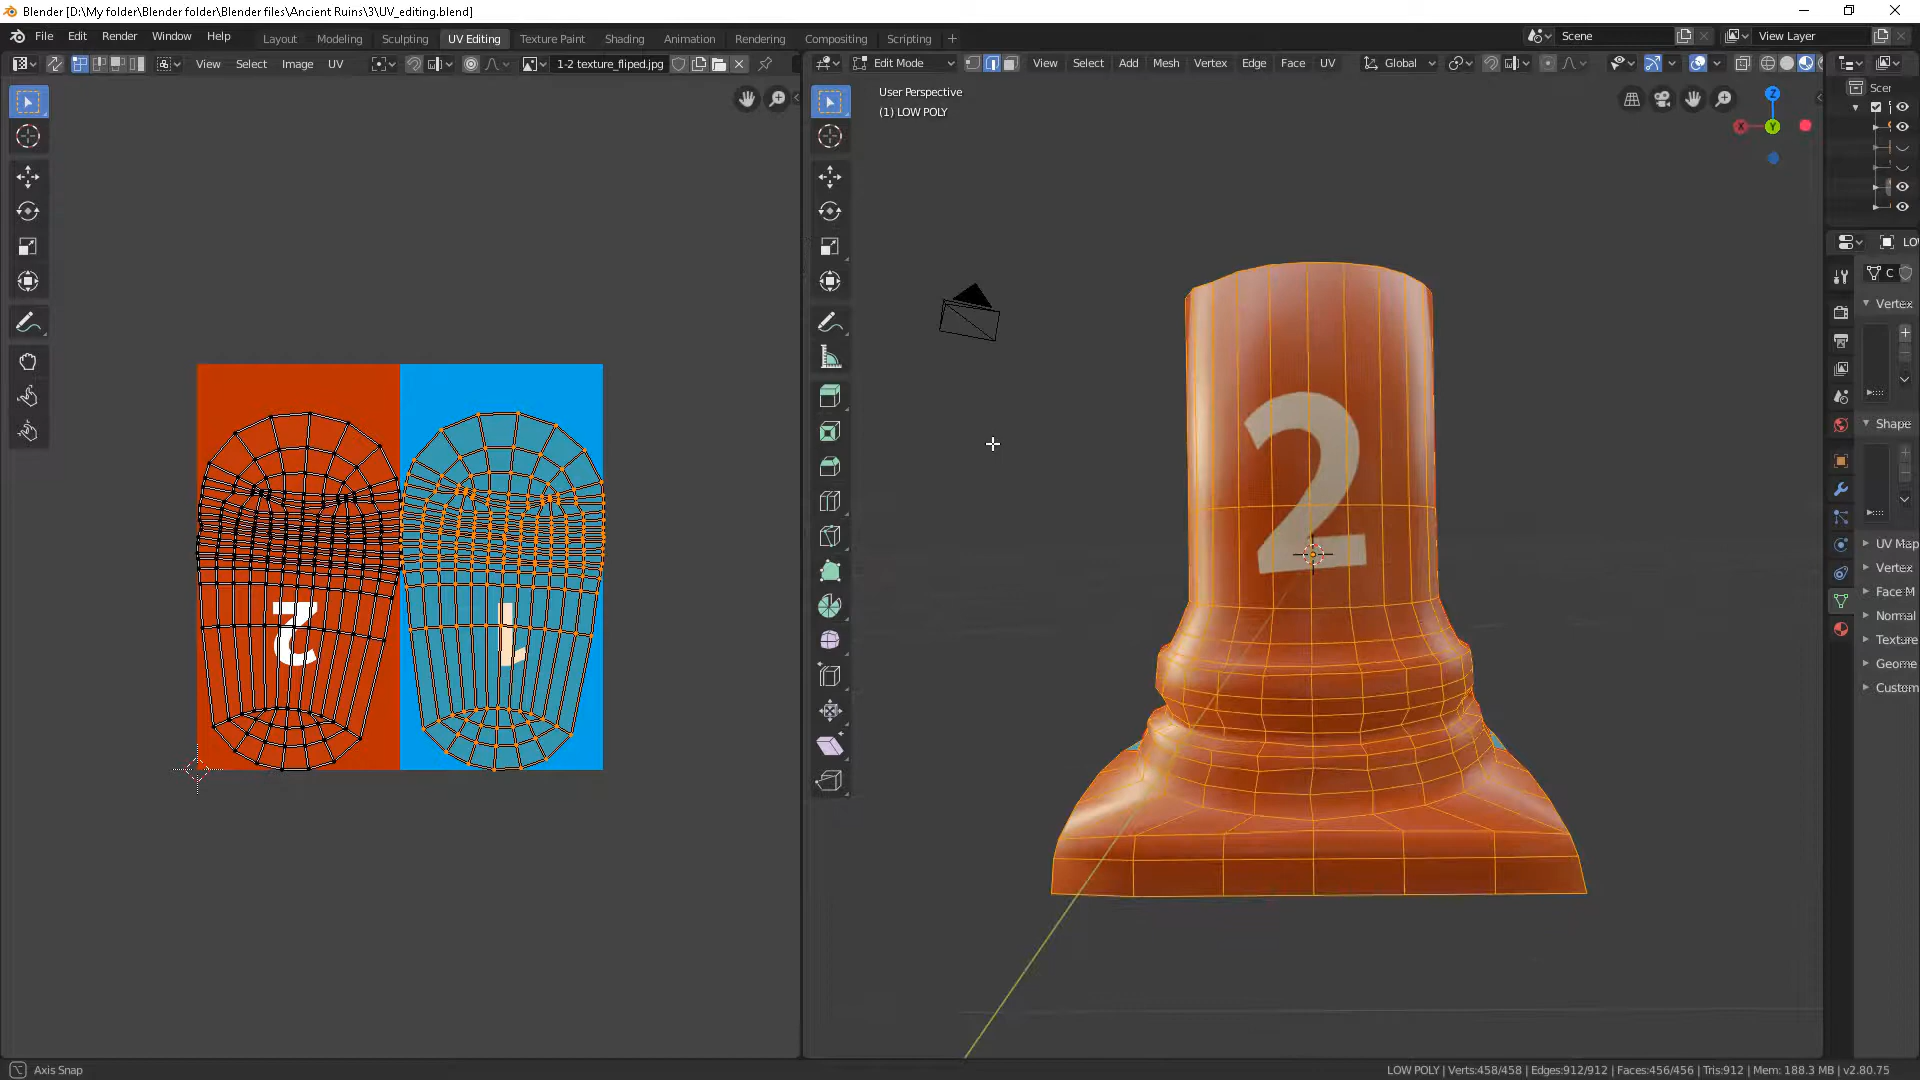 Blender [D:\My folder\Blender folder\Blender files\Ancient Ruins\3\UV_editing.blend]
File Edit Render Window Help Layout Modeling Sculpting UV Editing Texture Paint Shading Animation Rendering Compositing Scripting + Scene View Layer
View Select Image UV 1-2 texture_fliped.jpg Edit Mode View Select Add Mesh Vertex Edge Face UV Global
User Perspective
(1) LOW POLY
Z
X
Y
Scer
LO
C
Vertex
Shape
UV Map
Vertex
Face M
Normal
Texture
Geome
Custom
2
2
1
Axis Snap
LOW POLY | Verts:458/458 | Edges:912/912 | Faces:456/456 | Tris:912 | Mem: 188.3 MB | v2.80.75